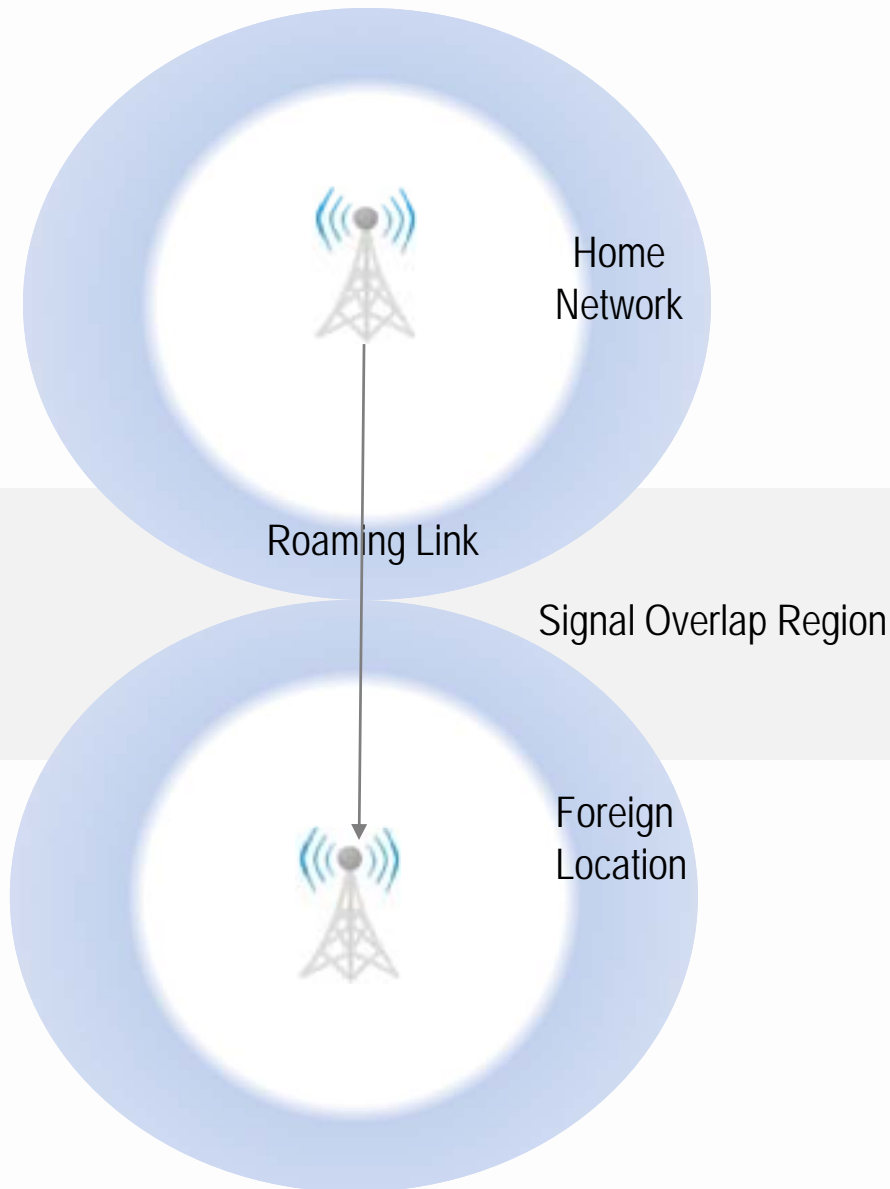 Home
Network
Roaming Link
Signal Overlap Region
Foreign
Location